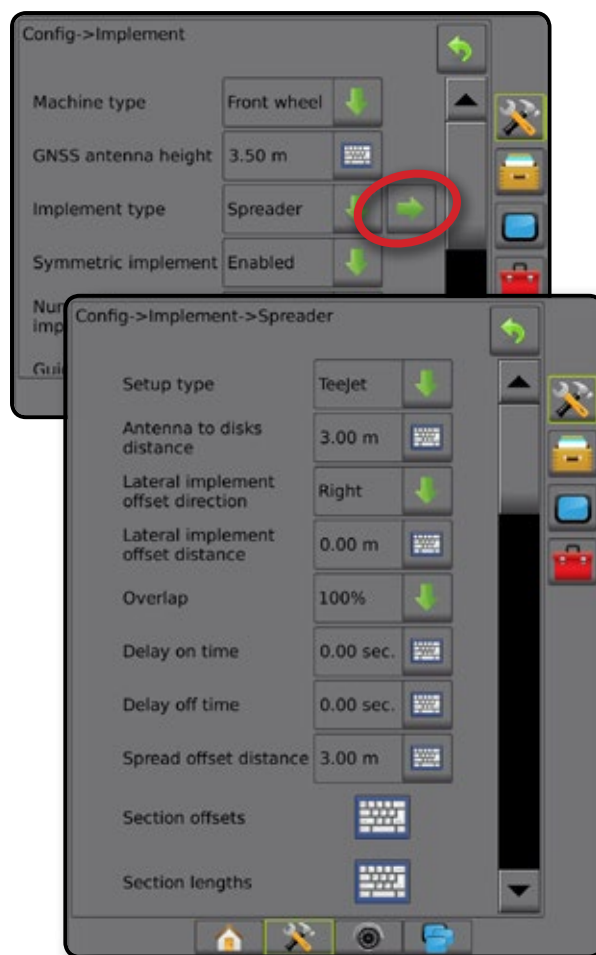 Config->Implement
Machine type
Front wheel
GNSS antenna height
3.50 m
Implement type
Spreader
Symmetric implement
Enabled
Config->Implement->Spreader
Setup type
TeeJet
Antenna to disks
distance
3.00 m
Lateral implement
offset direction
Right
Lateral implement
offset distance
0.00 m
Overlap
100%
Delay on time
0.00 sec.
Delay off time
0.00 sec.
Spread offset distance
3.00 m
Section offsets
Section lengths